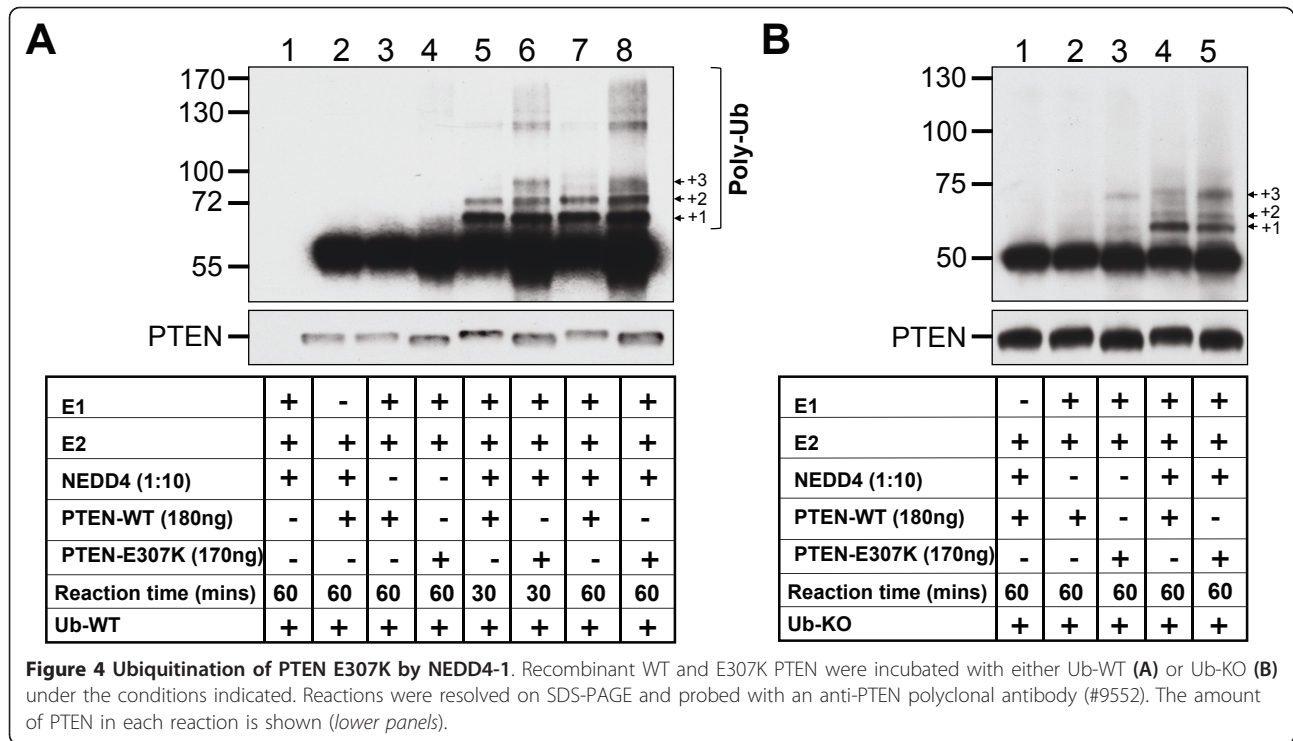 A
1 2 3 4 5 6 7 8
170
130
100
72
55
+3
+2
+1
Poly-Ub
PTEN
E1 + - + + + + + +
E2 + + + + + + + +
NEDD4 (1:10) + + - - + + + +
PTEN-WT (180ng) - + + - + - + -
PTEN-E307K (170ng) - - - + - + - +
Reaction time (mins) 60 60 60 60 30 30 60 60
Ub-WT + + + + + + + +
B
1 2 3 4 5
130
100
75
50
+3
+2
+1
PTEN
E1 - + + + +
E2 + + + + +
NEDD4 (1:10) + - - + +
PTEN-WT (180ng) + + - + -
PTEN-E307K (170ng) - - + - +
Reaction time (mins) 60 60 60 60 60
Ub-KO + + + + +
Figure 4 Ubiquitination of PTEN E307K by NEDD4-1. Recombinant WT and E307K PTEN were incubated with either Ub-WT (A) or Ub-KO (B)
under the conditions indicated. Reactions were resolved on SDS-PAGE and probed with an anti-PTEN polyclonal antibody (#9552). The amount
of PTEN in each reaction is shown (lower panels).